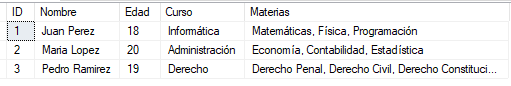 ID Nombre Edad Curso Materias
1 Juan Perez 18 Informática Matemáticas, Física, Programación
2 Maria Lopez 20 Administración Economía, Contabilidad, Estadística
3 Pedro Ramirez 19 Derecho Derecho Penal, Derecho Civil, Derecho Constituci...